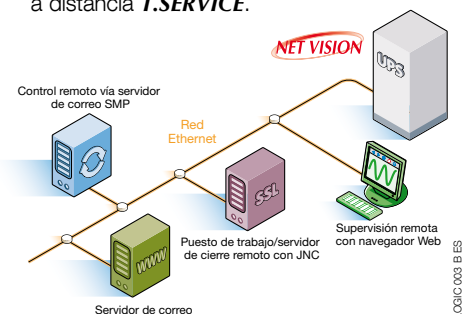 a distancia T.SERVICE.
NET VISION
UPS
Control remoto vía servidor
de correo SMP
Red
Ethernet
SSL
Supervisión remota
con navegador Web
Puesto de trabajo/servidor
de cierre remoto con JNC
WWW
Servidor de correo
OGIC 003 B ES